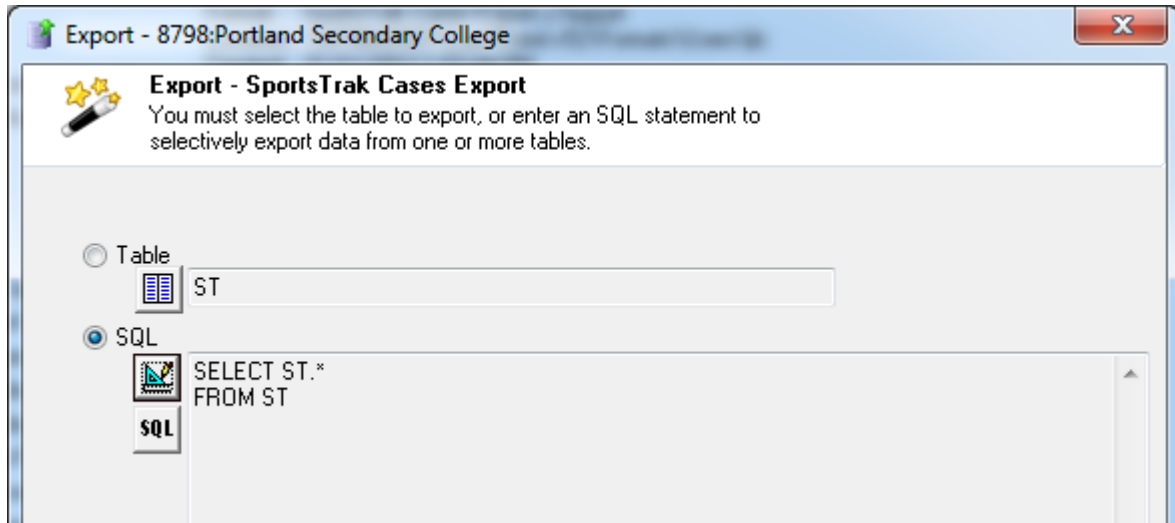 Export - 8798:Portland Secondary College
Export - SportsTrak Cases Export
You must select the table to export, or enter an SQL statement to
selectively export data from one or more tables.
Table
ST
SQL
SELECT ST.*
FROM ST
SQL